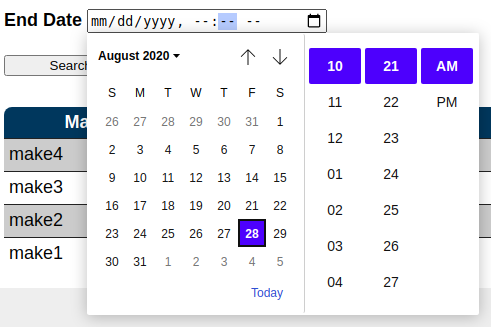 End Date mm/dd/yyyy, --:-- --
Search
Ma
make4
make3
make2
make1
August 2020
S M T W T F S
26 27 28 29 30 31 1
2 3 4 5 6 7 8
9 10 11 12 13 14 15
16 17 18 19 20 21 22
23 24 25 26 27 28 29
30 31 1 2 3 4 5
Today
10 21 AM
11 22 PM
12 23
01 24
02 25
03 26
04 27